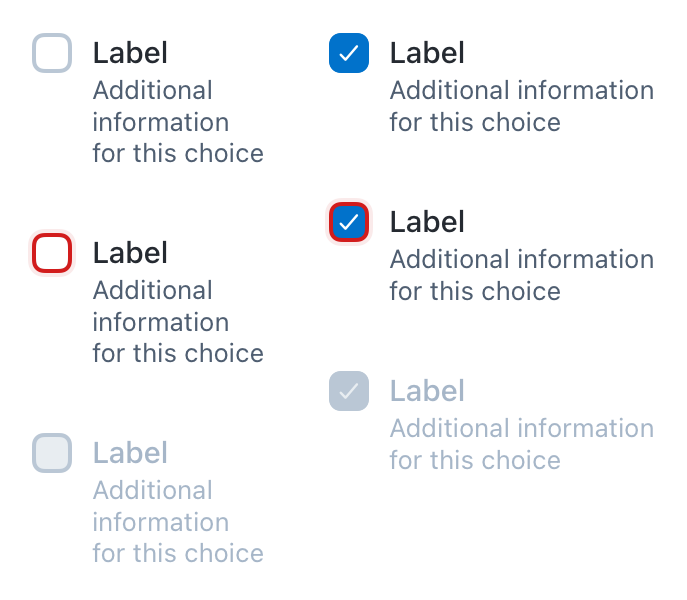 Label
Additional
information
for this choice
Label
Additional
information
for this choice
Label
Additional
information
for this choice
Label
Additional information
for this choice
Label
Additional information
for this choice
Label
Additional information
for this choice